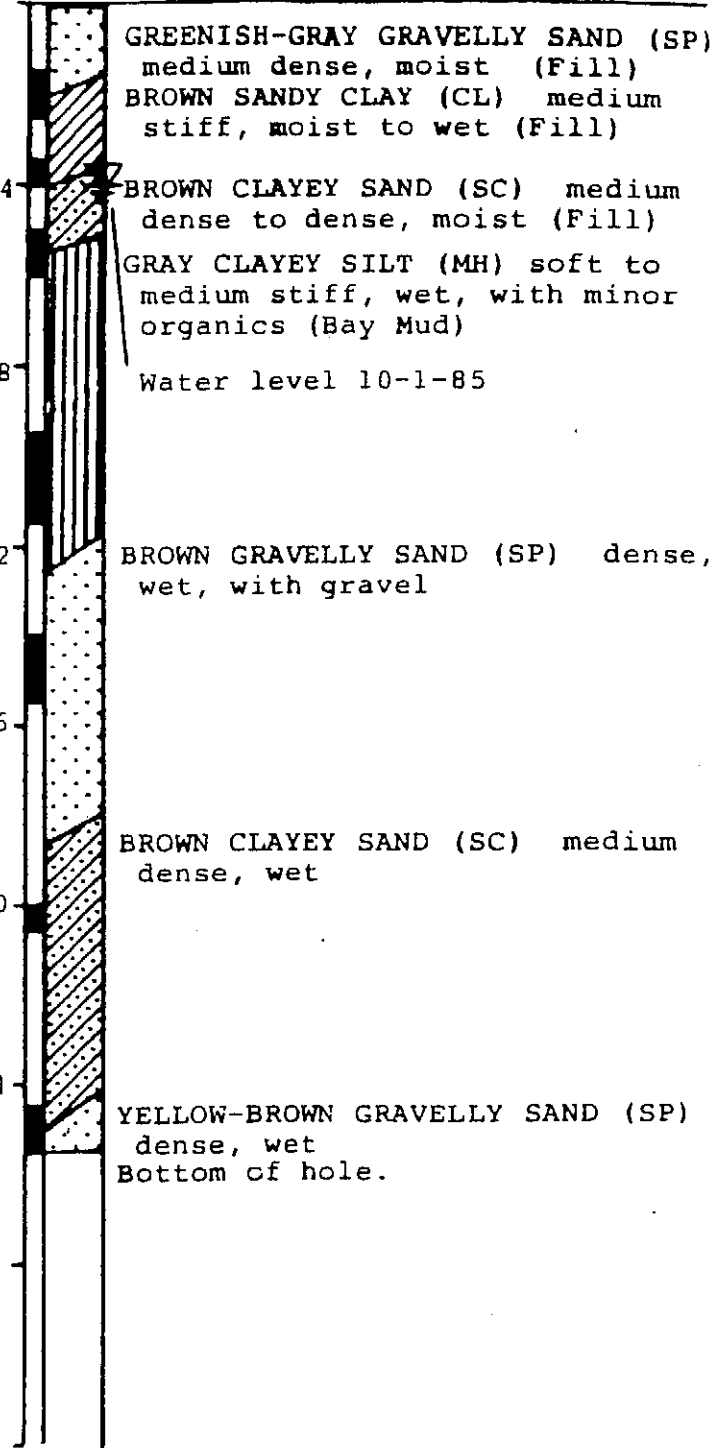 GREENISH-GRAY GRAVELLY SAND (SP)
medium dense, moist (Fill)
BROWN SANDY CLAY (CL) medium
stiff, moist to wet (Fill)
4
BROWN CLAYEY SAND (SC) medium
dense to dense, moist (Fill)
GRAY CLAYEY SILT (MH) soft to
medium stiff, wet, with minor
organics (Bay Mud)
8
Water level 10-1-85
2
BROWN GRAVELLY SAND (SP) dense,
wet, with gravel
6
BROWN CLAYEY SAND (SC) medium
dense, wet
0
YELLOW-BROWN GRAVELLY SAND (SP)
dense, wet
Bottom of hole.